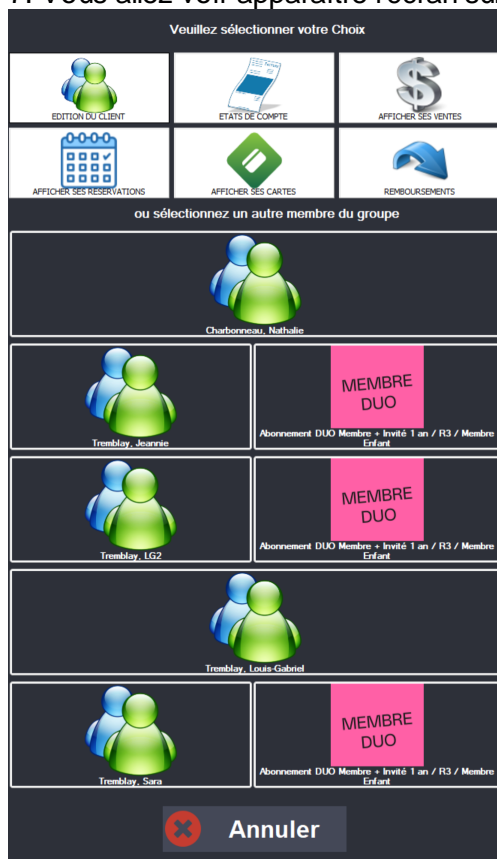 Veuillez sélectionner votre Choix
EDITION DU CLIENT
ETATS DE COMPTE
AFFICHER SES VENTES
AFFICHER SES RESERVATIONS
AFFICHER SES CARTES
REMBOURSEMENTS
ou sélectionnez un autre membre du groupe
Charbonneau, Nathalie
Tremblay, Jeannie
MEMBRE
DUO
Abonnement DUO Membre + Invité 1 an / R3 / Membre
Enfant
Tremblay, LG2
MEMBRE
DUO
Abonnement DUO Membre + Invité 1 an / R3 / Membre
Enfant
Tremblay, Louis-Gabriel
Tremblay, Sara
MEMBRE
DUO
Abonnement DUO Membre + Invité 1 an / R3 / Membre
Enfant
Annuler